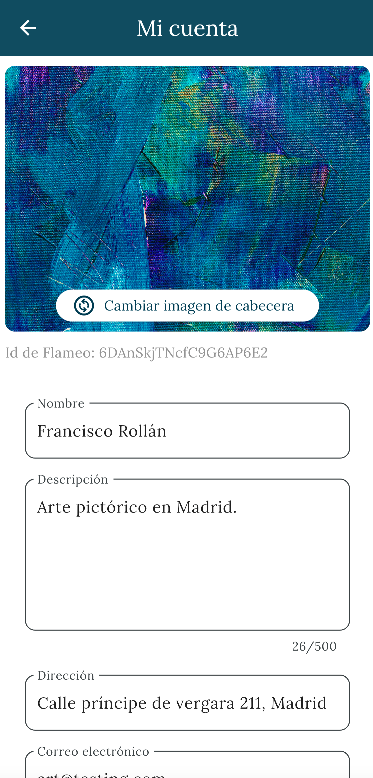 Mi cuenta
Cambiar imagen de cabecera
Id de Flameo: 6DAnSkjTNcfC9G6AP6E2
Nombre
Francisco Rollán
Descripción
Arte pictórico en Madrid.
26/500
Dirección
Calle príncipe de vergara 211, Madrid
Correo electrónico